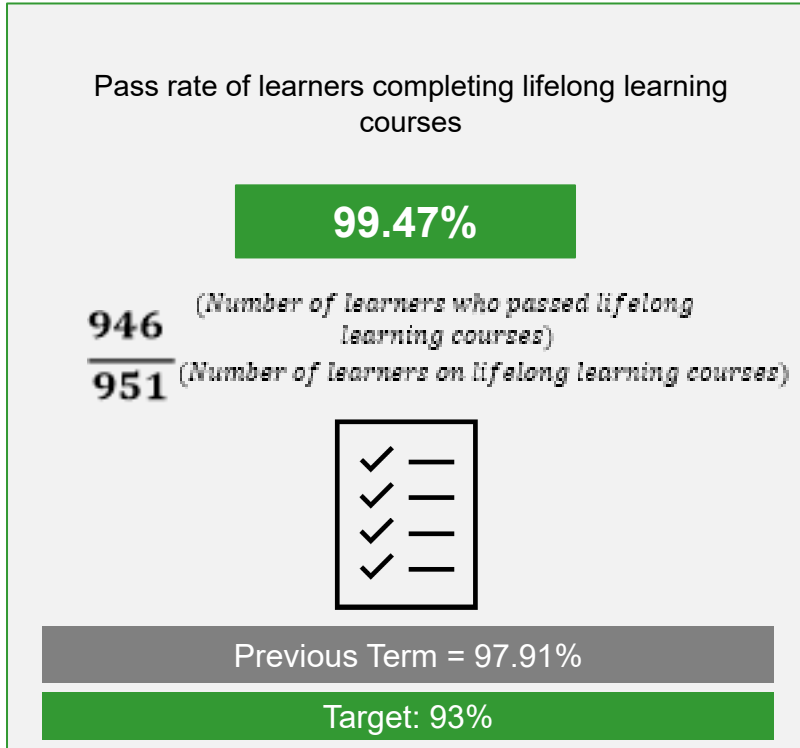 Pass rate of learners completing lifelong learning
courses
99.47%
946
(Number of learners who passed lifelong
learning courses)
951
(Number of learners on lifelong learning courses)
Previous Term = 97.91%
Target: 93%